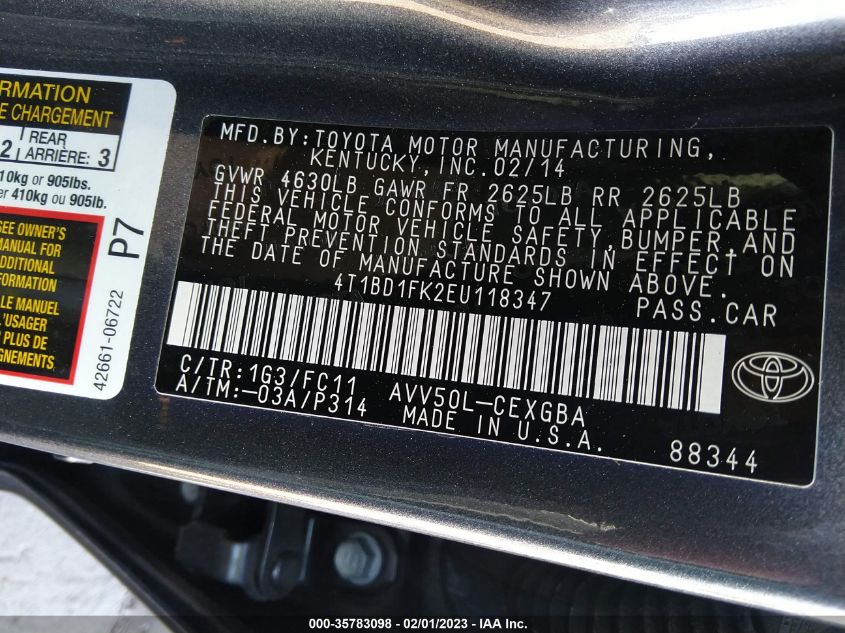 FORMATION
E CHARGEMENT
2 REAR ARRIÈRE: 3
10kg or 905lbs.
er 410kg ou 905lb.
SEE OWNER'S
MANUAL FOR
ADDITIONAL
FORMATION
LE MANUEL
L'USAGER
PLUS DE
GNEMENTS
P7
42661-06722
MFD.BY:TOYOTA MOTOR MANUFACTURING,
KENTUCKY,INC.02/14
GVWR 4630LB GAWR FR 2625LB RR 2625LB
THIS VEHICLE CONFORMS TO ALL APPLICABLE
FEDERAL MOTOR VEHICLE SAFETY,BUMPER,AND
THEFT PREVENTION STANDARDS IN EFFECT ON
THE DATE OF MANUFACTURE SHOWN ABOVE.
4T1BD1FK2EU118347 PASS.CAR
C/TR:1G3/FC11 AVV50L-CEXGBA
A/TM:-03A/P314 MADE IN U.S.A.
88344
000-35783098 - 02/01/2023 - IAA Inc.